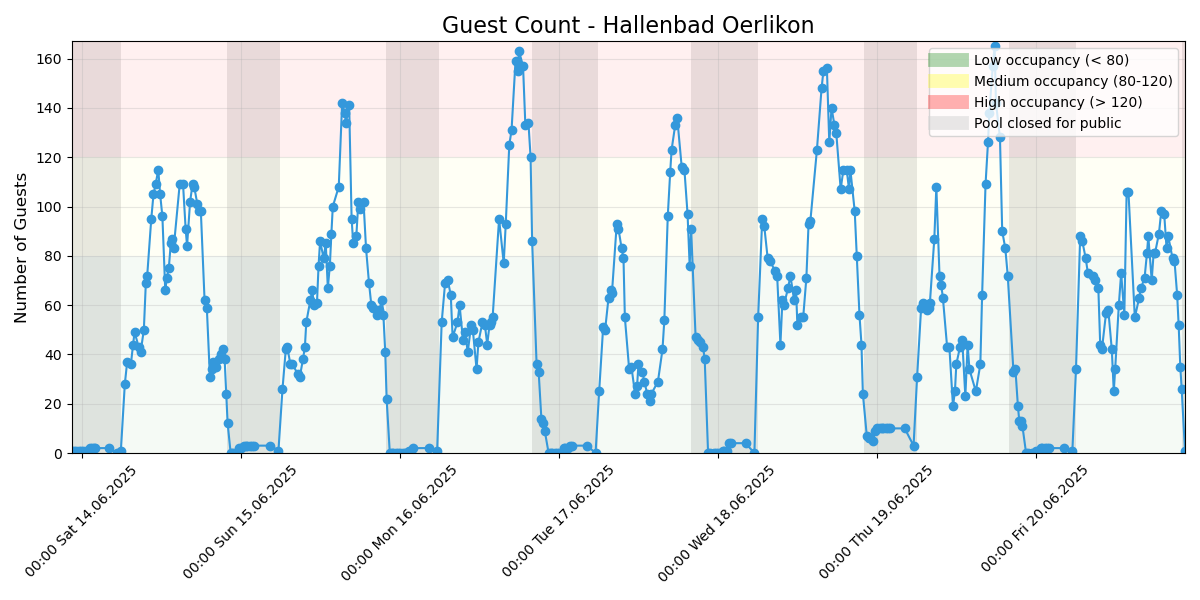 Guest Count - Hallenbad Oerlikon
Number of Guests
160
140
120
100
80
60
40
20
0
Low occupancy (< 80)
Medium occupancy (80-120)
High occupancy (> 120)
Pool closed for public
00:00 Sat 14.06.2025
00:00 Sun 15.06.2025
00:00 Mon 16.06.2025
00:00 Tue 17.06.2025
00:00 Wed 18.06.2025
00:00 Thu 19.06.2025
00:00 Fri 20.06.2025